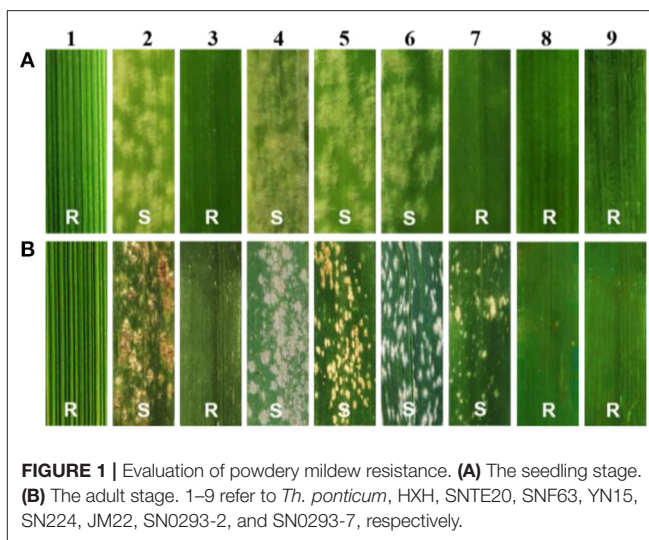 1 2 3 4 5 6 7 8 9
A
R S R S S S R R R
B
R S R S S S S R R
FIGURE 1 | Evaluation of powdery mildew resistance. (A) The seedling stage.
(B) The adult stage. 1–9 refer to Th. ponticum, HXH, SNTE20, SNF63, YN15,
SN224, JM22, SN0293-2, and SN0293-7, respectively.